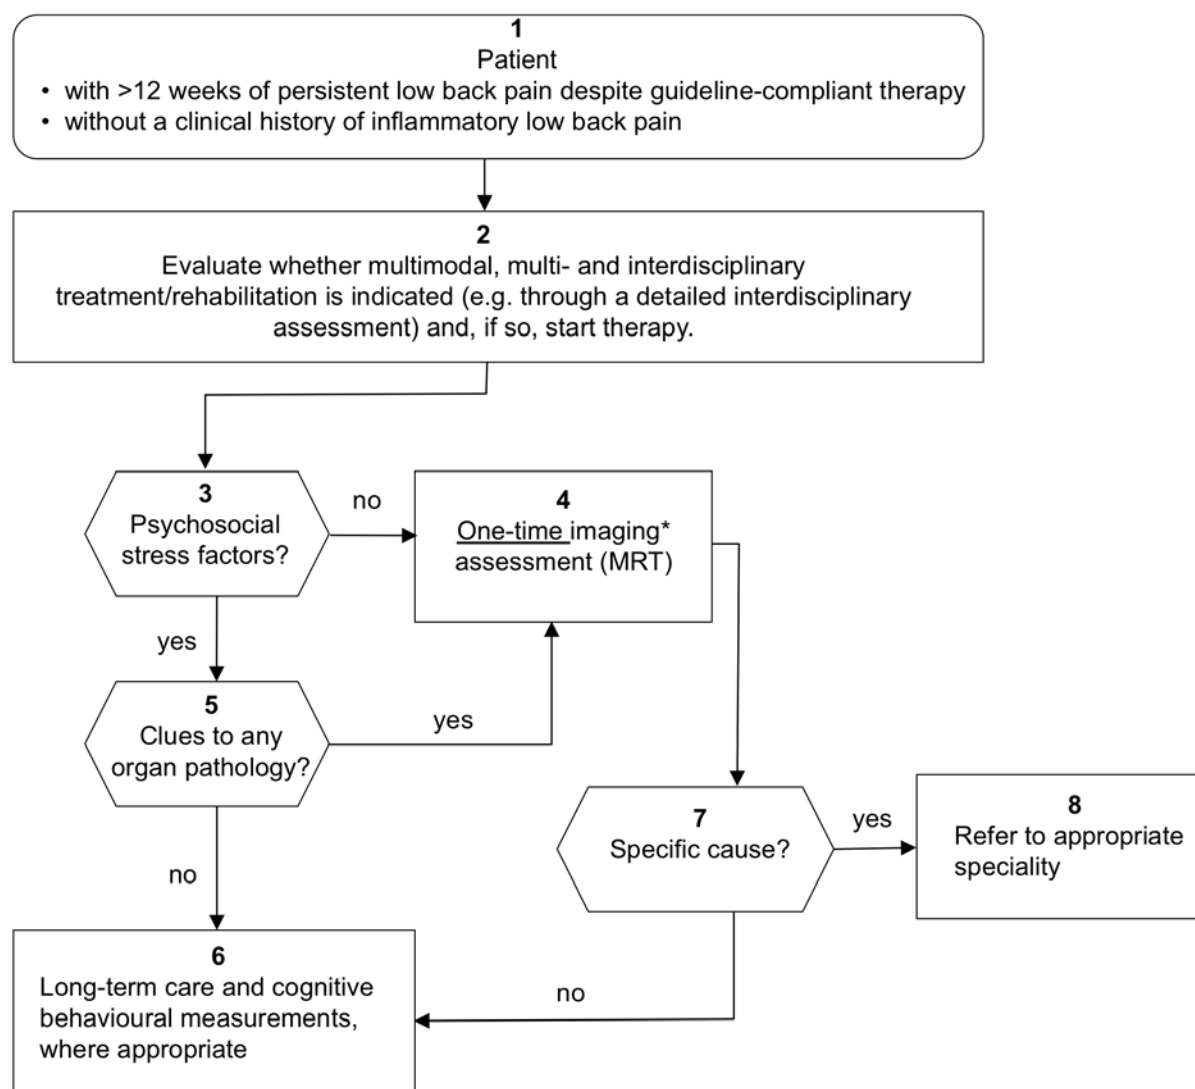 1
Patient
• with >12 weeks of persistent low back pain despite guideline-compliant therapy
• without a clinical history of inflammatory low back pain
2
Evaluate whether multimodal, multi- and interdisciplinary
treatment/rehabilitation is indicated (e.g. through a detailed interdisciplinary
assessment) and, if so, start therapy.
3
Psychosocial
stress factors?
no
4
One-time imaging*
assessment (MRT)
yes
5
Clues to any
organ pathology?
yes
7
Specific cause?
yes
8
Refer to appropriate
speciality
no
6
Long-term care and cognitive
behavioural measurements,
where appropriate
no